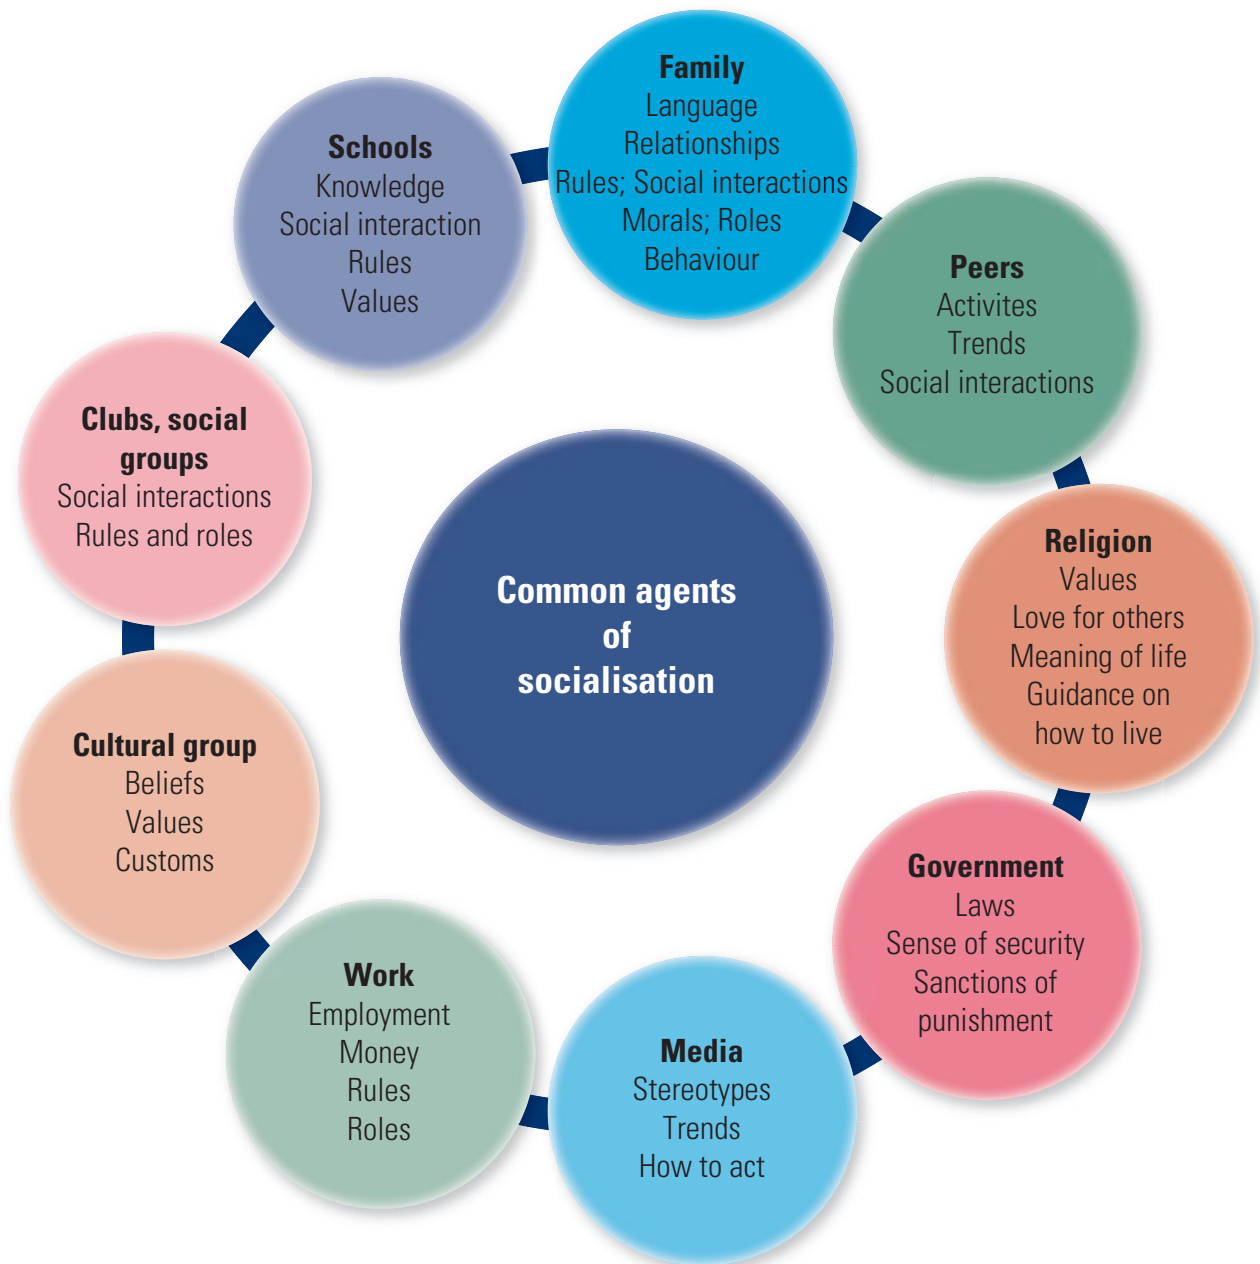 Family
Language
Relationships
Rules; Social interactions
Morals; Roles
Behaviour
Peers
Activites
Trends
Social interactions
Religion
Values
Love for others
Meaning of life
Guidance on
how to live
Government
Laws
Sense of security
Sanctions of
punishment
Media
Stereotypes
Trends
How to act
Work
Employment
Money
Rules
Roles
Cultural group
Beliefs
Values
Customs
Clubs, social
groups
Social interactions
Rules and roles
Schools
Knowledge
Social interaction
Rules
Values
Common agents
of
socialisation